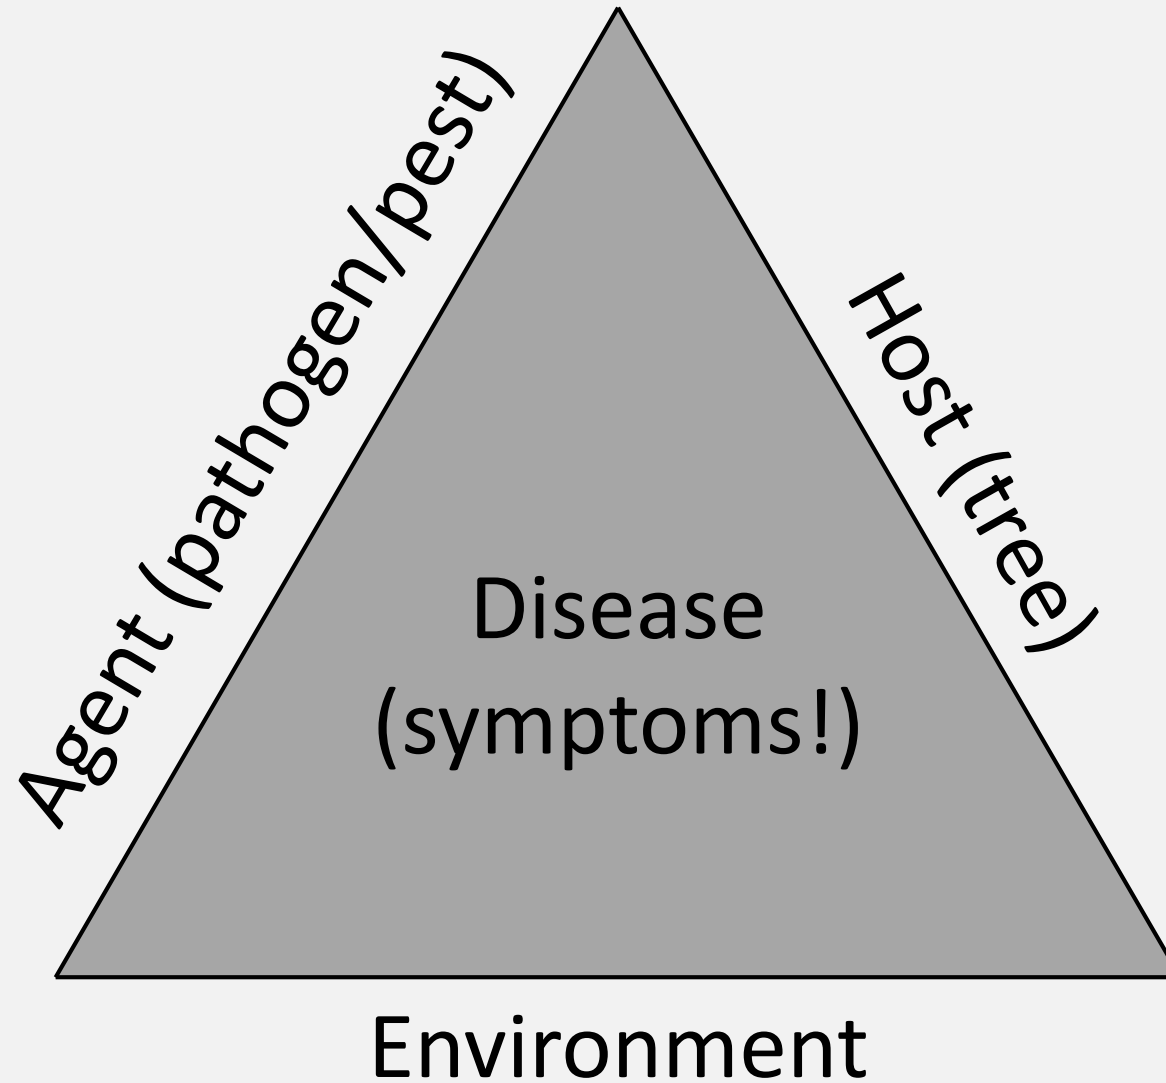 Agent (pathogen/pest)
Host (tree)
Disease
(symptoms!)
Environment